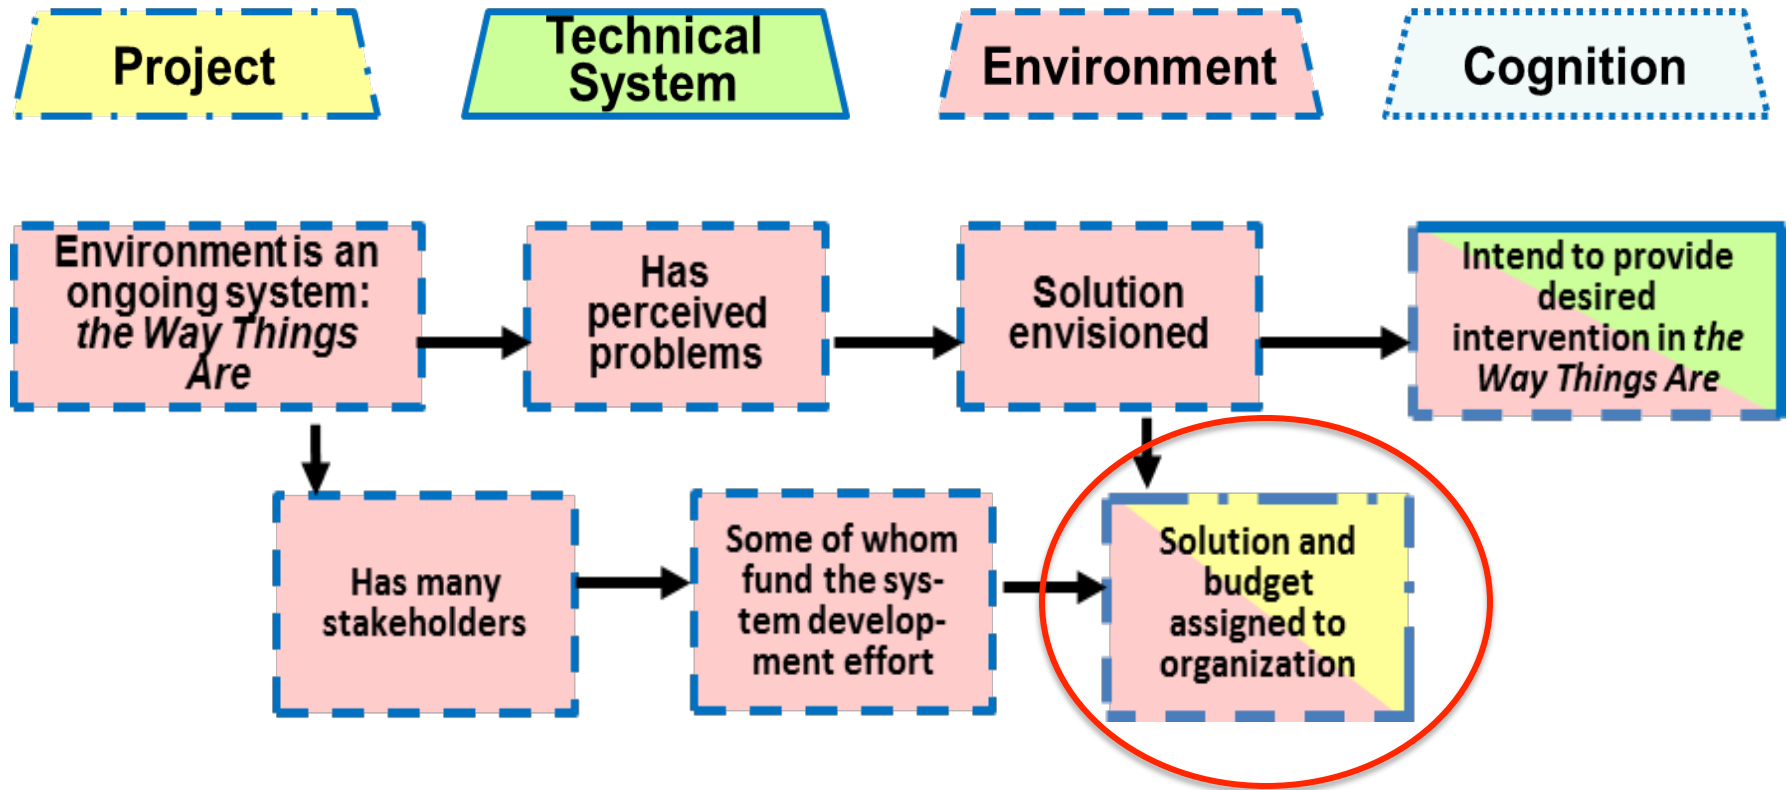 Project
Technical
System
Environment
Cognition
Environment is an
ongoing system:
the Way Things
Are
Has
perceived
problems
Solution
envisioned
Intend to provide
desired
intervention in the
Way Things Are
Has many
stakeholders
Some of whom
fund the sys-
tem develop-
ment effort
Solution and
budget
assigned to
organization